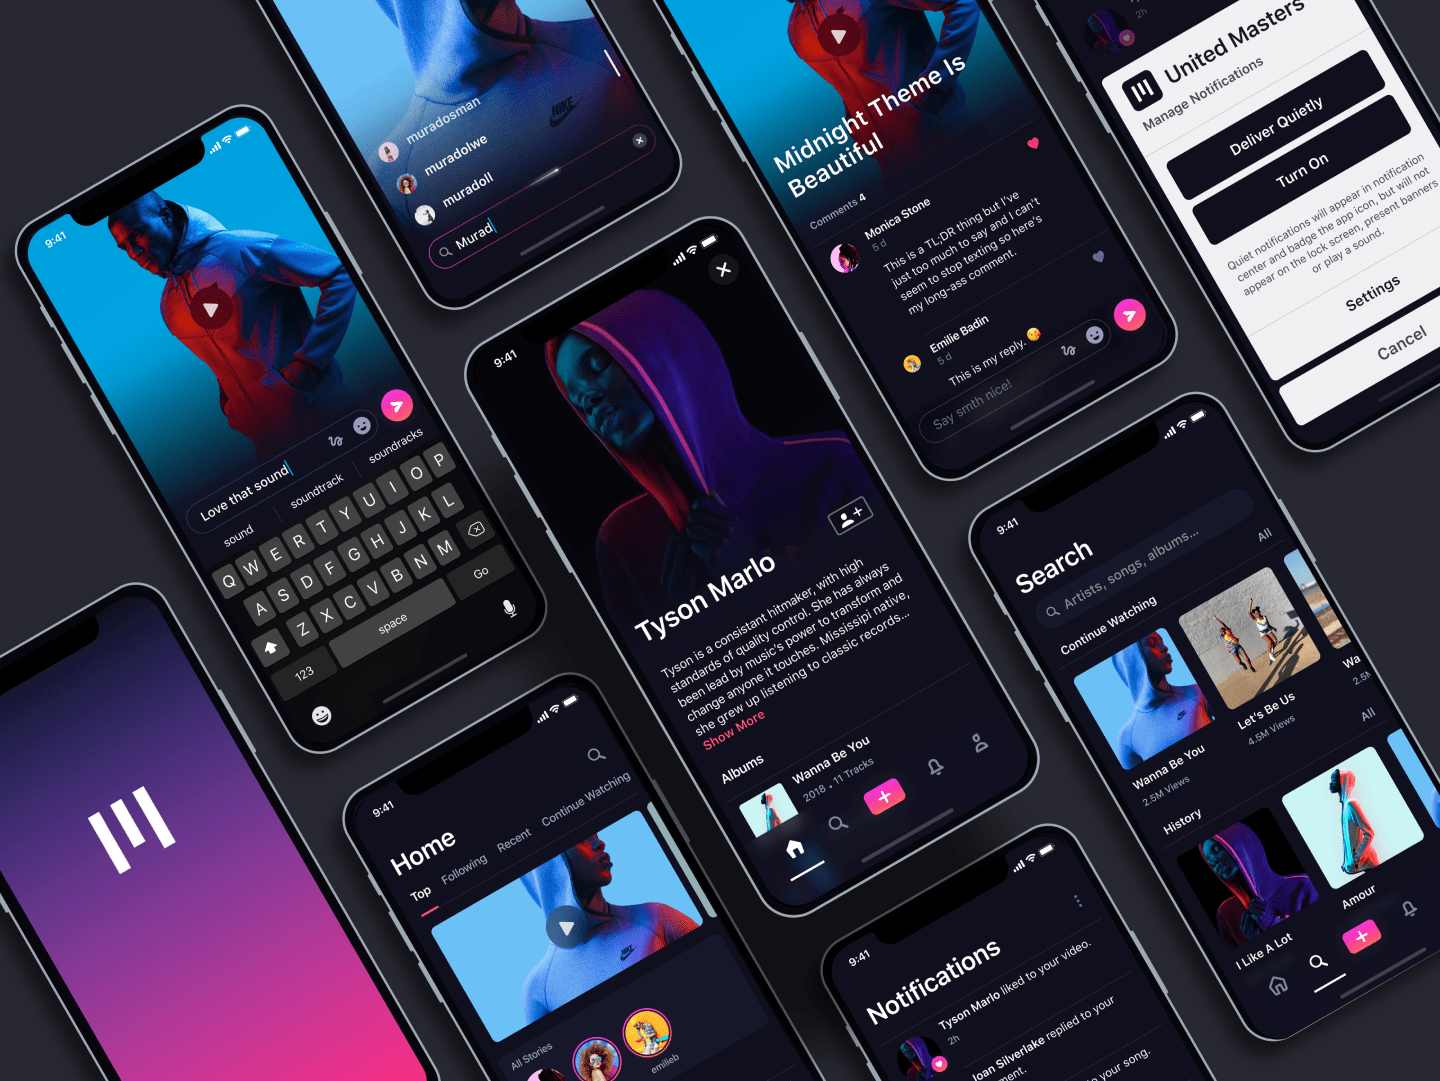 9:41
Love that sound
sound
soundtrack
soundracks
Q W E R T Y U I O P
A S D F G H J K L
Z X C V B N M
123
space
Go
muradosman
muradolwe
muradoll
Murad
NIKE
Midnight Theme Is
Beautiful
Comments 4
Monica Stone
5 d
This is a TL;DR thing but I've
just too much to say and I can't
seem to stop texting so here's
my long-ass comment.
Emilie Badin
5 d
This is my reply.
Say smth nice!
2h
United Masters
Manage Notifications
Deliver Quietly
Turn On
Quiet notifications will appear in notification
center and badge the app icon, but will not
appear on the lock screen, present banners
or play a sound.
Settings
Cancel
9:41
Tyson Marlo
Tyson is a consistant hitmaker, with high
standards of quality control. She has always
been lead by music's power to transform and
change anyone it touches. Mississipi native,
she grew up listening to classic records...
Show More
Albums
Wanna Be You
2018 • 11 Tracks
9:41
Search
Artists, songs, albums...
Continue Watching
All
Wanna Be You
2.5M Views
Let's Be Us
4.5M Views
Wa
2.5M
History
All
I Like A Lot
Amour
9:41
Home
Top
Following
Recent
Continue Watching
All Stories
emilieb
9:41
Notifications
Tyson Marlo liked to your video.
2h
Joan Silverlake replied to your
ment.
to your song.